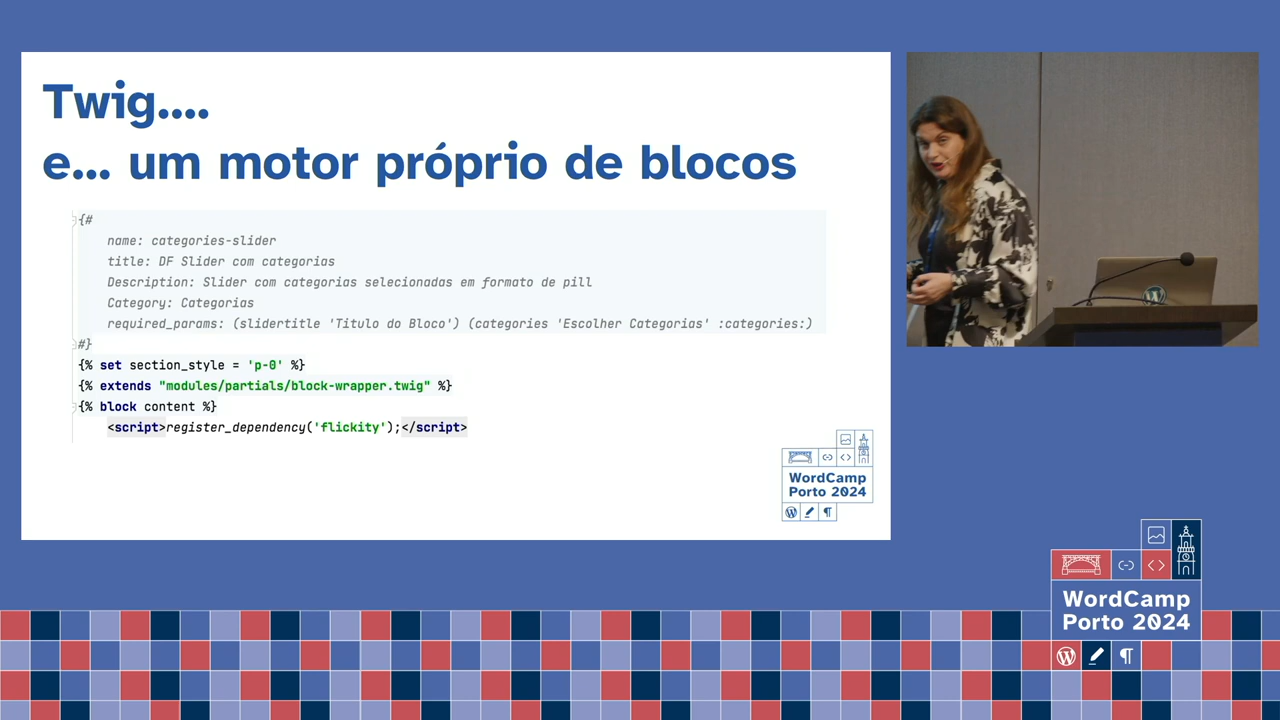 Twig....
e... um motor próprio de blocos
{#
name: categories-slider
title: DF Slider com categorias
Description: Slider com categorias selecionadas em formato de pill
Category: Categorias
required_params: (slidertitle 'Titulo do Bloco') (categories 'Escolher Categorias' :categories:)
#}
{% set section_style = 'p-0' %}
{% extends "modules/partials/block-wrapper.twig" %}
{% block content %}
<script>register_dependency('flickity');</script>
WordCamp
Porto 2024
WordCamp
Porto 2024